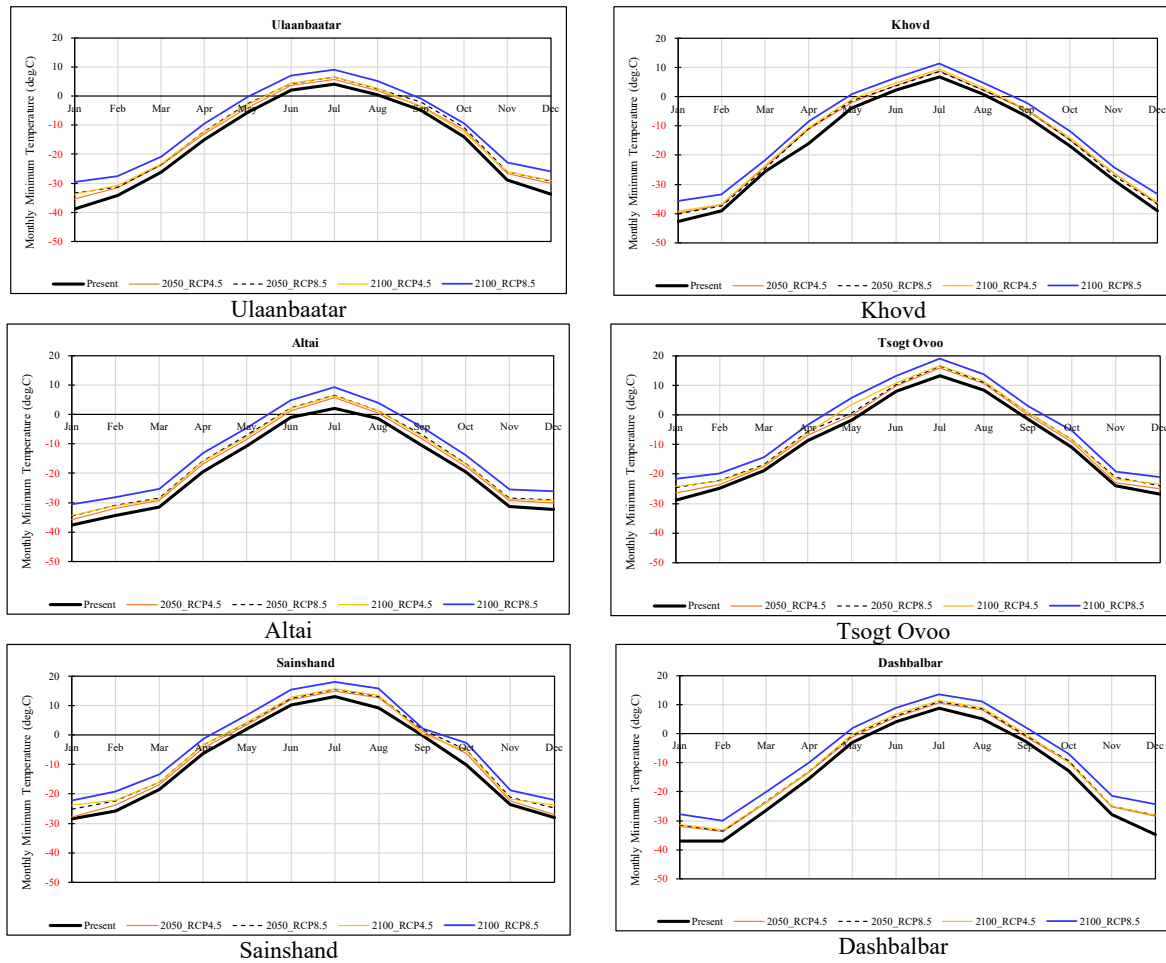 Ulaanbaatar
Monthly Minimum Temperature (deg.C)
20
10
0
-10
-20
-30
-40
-50
Jan Feb Mar Apr May Jun Jul Aug Sep Oct Nov Dec
Present 2050_RCP4.5 2050_RCP8.5 2100_RCP4.5 2100_RCP8.5
Ulaanbaatar
Khovd
Monthly Minimum Temperature (deg.C)
20
10
0
-10
-20
-30
-40
-50
Jan Feb Mar Apr May Jun Jul Aug Sep Oct Nov Dec
Present 2050_RCP4.5 2050_RCP8.5 2100_RCP4.5 2100_RCP8.5
Khovd
Altai
Monthly Minimum Temperature (deg.C)
20
10
0
-10
-20
-30
-40
-50
Jan Feb Mar Apr May Jun Jul Aug Sep Oct Nov Dec
Present 2050_RCP4.5 2050_RCP8.5 2100_RCP4.5 2100_RCP8.5
Altai
Tsogt Ovoo
Monthly Minimum Temperature (deg.C)
20
10
0
-10
-20
-30
-40
-50
Jan Feb Mar Apr May Jun Jul Aug Sep Oct Nov Dec
Present 2050_RCP4.5 2050_RCP8.5 2100_RCP4.5 2100_RCP8.5
Tsogt Ovoo
Sainshand
Monthly Minimum Temperature (deg.C)
20
10
0
-10
-20
-30
-40
-50
Jan Feb Mar Apr May Jun Jul Aug Sep Oct Nov Dec
Present 2050_RCP4.5 2050_RCP8.5 2100_RCP4.5 2100_RCP8.5
Sainshand
Dashbalbar
Monthly Minimum Temperature (deg.C)
20
10
0
-10
-20
-30
-40
-50
Jan Feb Mar Apr May Jun Jul Aug Sep Oct Nov Dec
Present 2050_RCP4.5 2050_RCP8.5 2100_RCP4.5 2100_RCP8.5
Dashbalbar